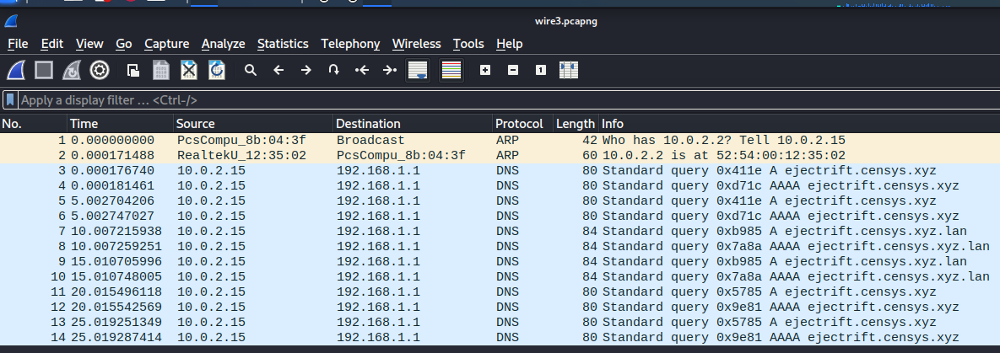 wire3.pcapng
File Edit View Go Capture Analyze Statistics Telephony Wireless Tools Help
Apply a display filter ... <Ctrl-/>
No. Time Source Destination Protocol Length Info
1 0.000000000 PcsCompu_8b:04:3f Broadcast ARP 42 Who has 10.0.2.2? Tell 10.0.2.15
2 0.000171488 RealtekU_12:35:02 PcsCompu_8b:04:3f ARP 60 10.0.2.2 is at 52:54:00:12:35:02
3 0.000176740 10.0.2.15 192.168.1.1 DNS 80 Standard query 0x411e A ejectrift.censys.xyz
4 0.000181461 10.0.2.15 192.168.1.1 DNS 80 Standard query 0xd71c AAAA ejectrift.censys.xyz
5 5.002704206 10.0.2.15 192.168.1.1 DNS 80 Standard query 0x411e A ejectrift.censys.xyz
6 5.002747027 10.0.2.15 192.168.1.1 DNS 80 Standard query 0xd71c AAAA ejectrift.censys.xyz
7 10.007215938 10.0.2.15 192.168.1.1 DNS 84 Standard query 0xb985 A ejectrift.censys.xyz.lan
8 10.007259251 10.0.2.15 192.168.1.1 DNS 84 Standard query 0x7a8a AAAA ejectrift.censys.xyz.lan
9 15.010705996 10.0.2.15 192.168.1.1 DNS 84 Standard query 0xb985 A ejectrift.censys.xyz.lan
10 15.010748005 10.0.2.15 192.168.1.1 DNS 84 Standard query 0x7a8a AAAA ejectrift.censys.xyz.lan
11 20.015496118 10.0.2.15 192.168.1.1 DNS 80 Standard query 0x5785 A ejectrift.censys.xyz
12 20.015542569 10.0.2.15 192.168.1.1 DNS 80 Standard query 0x9e81 AAAA ejectrift.censys.xyz
13 25.019251349 10.0.2.15 192.168.1.1 DNS 80 Standard query 0x5785 A ejectrift.censys.xyz
14 25.019287414 10.0.2.15 192.168.1.1 DNS 80 Standard query 0x9e81 AAAA ejectrift.censys.xyz